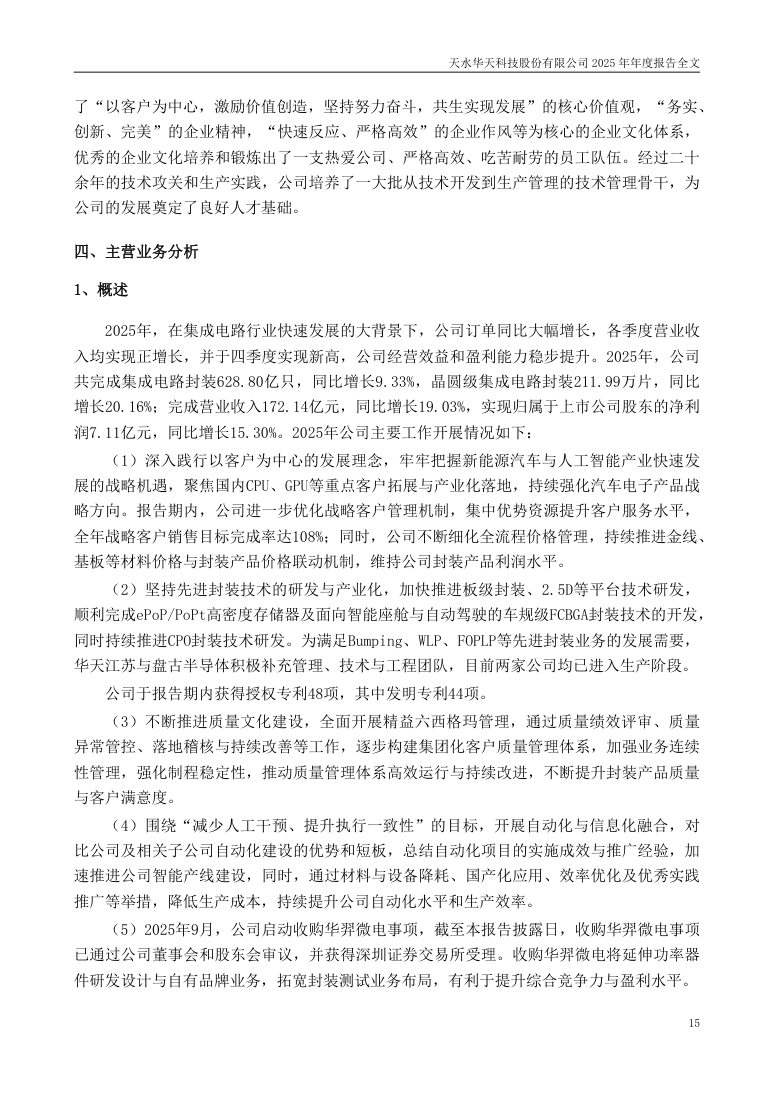 天水华天科技股份有限公司 2025 年年度报告全文
了“以客户为中心，激励价值创造，坚持努力奋斗，共生实现发展”的核心价值观，“务实、
创新、完美”的企业精神，“快速反应、严格高效”的企业作风等为核心的企业文化体系，
优秀的企业文化培养和锻炼出了一支热爱公司、严格高效、吃苦耐劳的员工队伍。经过二十
余年的技术攻关和生产实践，公司培养了一大批从技术开发到生产管理的技术管理骨干，为
公司的发展奠定了良好人才基础。
四、主营业务分析
1、概述
2025年，在集成电路行业快速发展的大背景下，公司订单同比大幅增长，各季度营业收
入均实现正增长，并于四季度实现新高，公司经营效益和盈利能力稳步提升。2025年，公司
共完成集成电路封装628.80亿只，同比增长9.33%，晶圆级集成电路封装211.99万片，同比
增长20.16%；完成营业收入172.14亿元，同比增长19.03%，实现归属于上市公司股东的净利
润7.11亿元，同比增长15.30%。2025年公司主要工作开展情况如下：
（1）深入践行以客户为中心的发展理念，牢牢把握新能源汽车与人工智能产业快速发
展的战略机遇，聚焦国内CPU、GPU等重点客户拓展与产业化落地，持续强化汽车电子产品战
略方向。报告期内，公司进一步优化战略客户管理机制，集中优势资源提升客户服务水平，
全年战略客户销售目标完成率达108%；同时，公司不断细化全流程价格管理，持续推进金线、
基板等材料价格与封装产品价格联动机制，维持公司封装产品利润水平。
（2）坚持先进封装技术的研发与产业化，加快推进板级封装、2.5D等平台技术研发，
顺利完成ePoP/PoPt高密度存储器及面向智能座舱与自动驾驶的车规级FCBGA封装技术的开发，
同时持续推进CPO封装技术研发。为满足Bumping、WLP、FOPLP等先进封装业务的发展需要，
华天江苏与盘古半导体积极补充管理、技术与工程团队，目前两家公司均已进入生产阶段。
公司于报告期内获得授权专利48项，其中发明专利44项。
（3）不断推进质量文化建设，全面开展精益六西格玛管理，通过质量绩效评审、质量
异常管控、落地稽核与持续改善等工作，逐步构建集团化客户质量管理体系，加强业务连续
性管理，强化制程稳定性，推动质量管理体系高效运行与持续改进，不断提升封装产品质量
与客户满意度。
（4）围绕“减少人工干预、提升执行一致性”的目标，开展自动化与信息化融合，对
比公司及相关子公司自动化建设的优势和短板，总结自动化项目的实施成效与推广经验，加
速推进公司智能产线建设，同时，通过材料与设备降耗、国产化应用、效率优化及优秀实践
推广等举措，降低生产成本，持续提升公司自动化水平和生产效率。
（5）2025年9月，公司启动收购华羿微电事项，截至本报告披露日，收购华羿微电事项
已通过公司董事会和股东会审议，并获得深圳证券交易所受理。收购华羿微电将延伸功率器
件研发设计与自有品牌业务，拓宽封装测试业务布局，有利于提升综合竞争力与盈利水平。
15